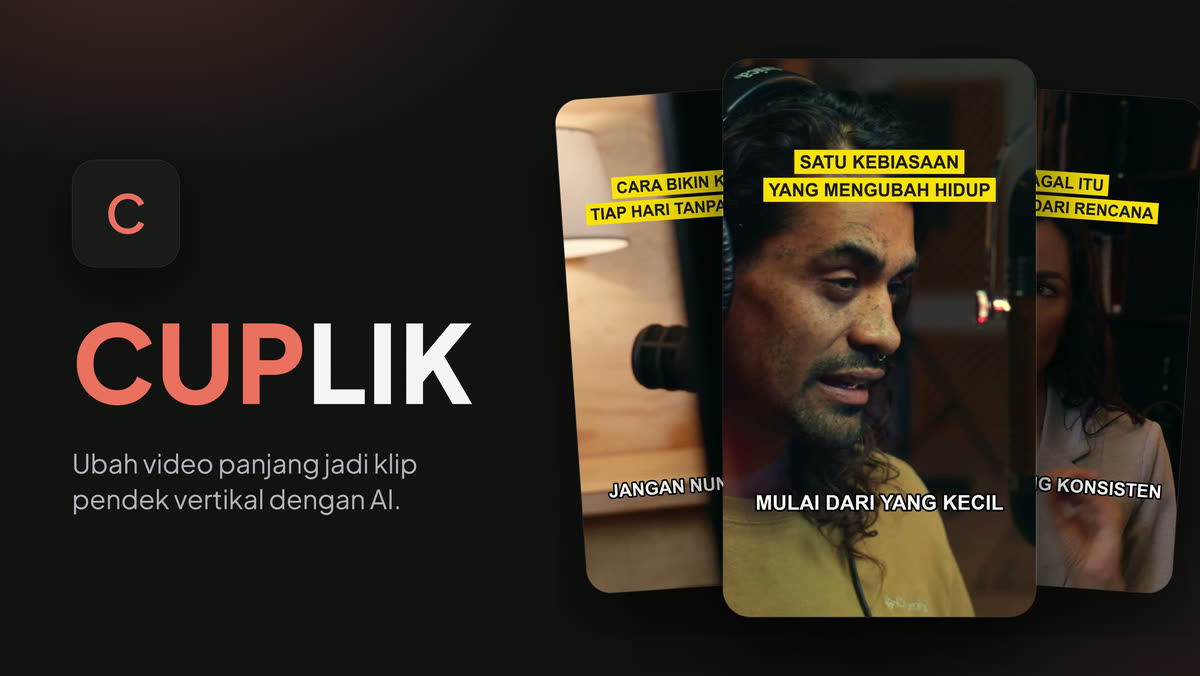 C
CUPLIK
Ubah video panjang jadi klip
pendek vertikal dengan AI.
CARA BIKIN
TIAP HARI TANPA
JANGAN
SATU KEBIASAAN
YANG MENGUBAH HIDUP
MULAI DARI YANG KECIL
ITU
DARI RENCANA
KONSISTEN